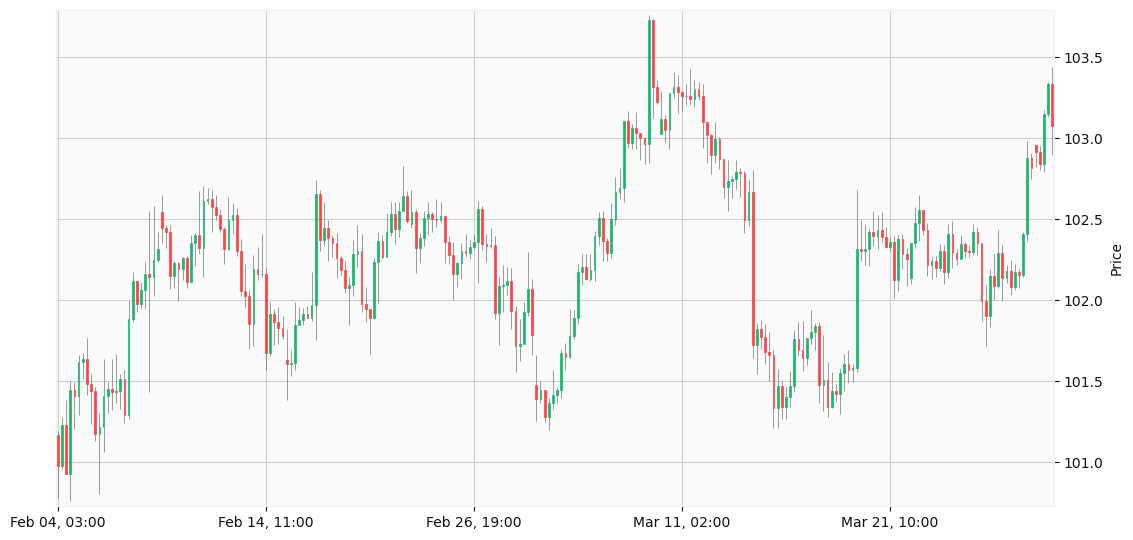 103.5
103.0
102.5
102.0
101.5
101.0
Price
Feb 04, 03:00
Feb 14, 11:00
Feb 26, 19:00
Mar 11, 02:00
Mar 21, 10:00